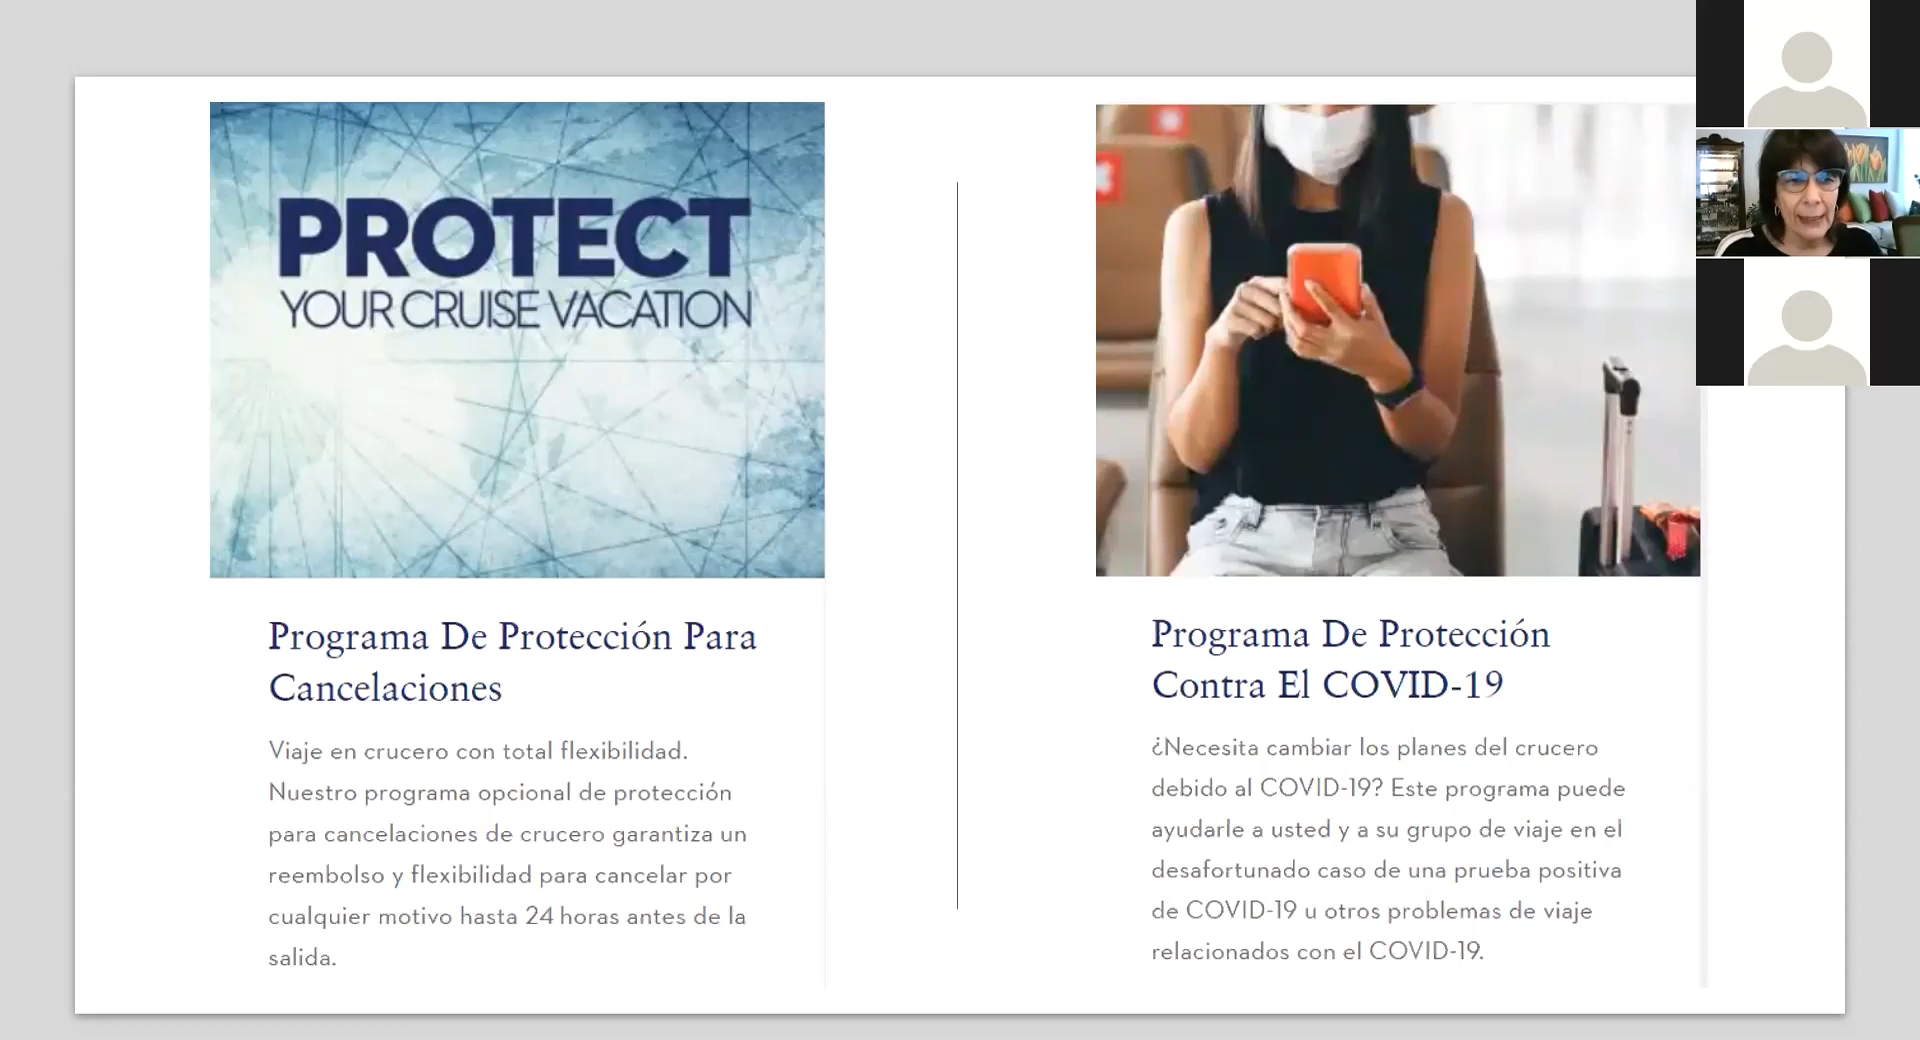 PROTECT
YOUR CRUISE VACATION
Programa De Protección Para
Cancelaciones
Viaje en crucero con total flexibilidad.
Nuestro programa opcional de protección
para cancelaciones de crucero garantiza un
reembolso y flexibilidad para cancelar por
cualquier motivo hasta 24 horas antes de la
salida.
Programa De Protección
Contra El COVID-19
¿Necesita cambiar los planes del crucero
debido al COVID-19? Este programa puede
ayudarle a usted y a su grupo de viaje en el
desafortunado caso de una prueba positiva
de COVID-19 u otros problemas de viaje
relacionados con el COVID-19.